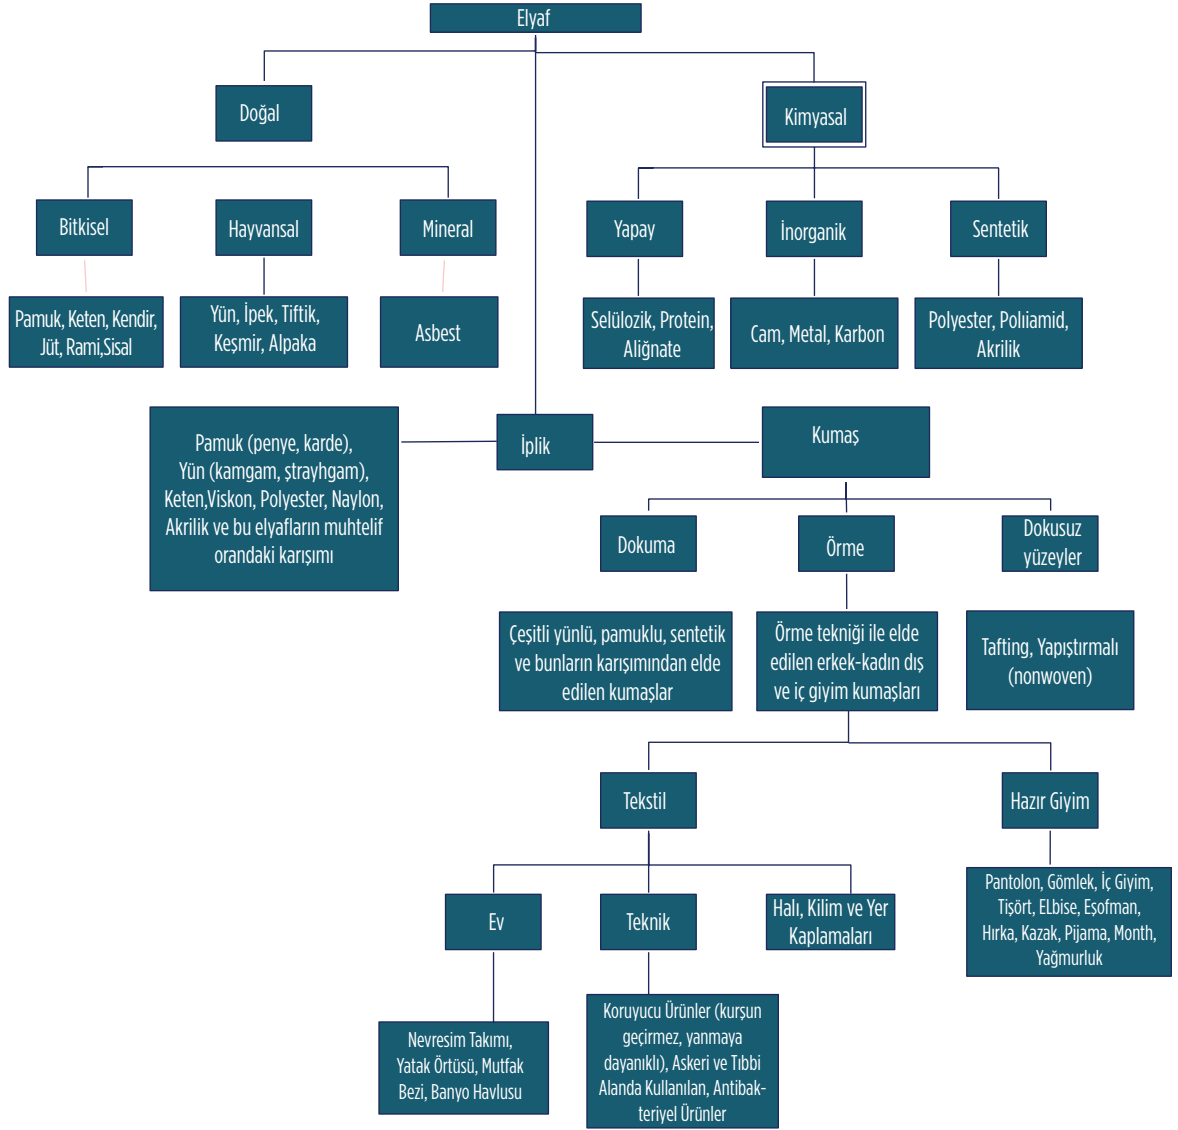 Elyaf
Doğal
Kimyasal
Bitkisel
Hayvansal
Mineral
Yapay
İnorganik
Sentetik
Pamuk, Keten, Kendir,
Jüt, Rami,Sisal
Yün, İpek, Tiftik,
Keşmir, Alpaka
Asbest
Selülozik, Protein,
Aliğnate
Cam, Metal, Karbon
Polyester, Polıiamid,
Akrilik
Pamuk (penye, karde),
Yün (kamgam, ştrayhgam),
Keten,Viskon, Polyester, Naylon,
Akrilik ve bu elyafların muhtelif
orandaki karışımı
İplik
Kumaş
Dokuma
Örme
Dokusuz
yüzeyler
Çeşitli yünlü, pamuklu, sentetik
ve bunların karışımından elde
edilen kumaşlar
Örme tekniği ile elde
edilen erkek-kadın dış
ve iç giyim kumaşları
Tafting, Yapıştırmalı
(nonwoven)
Tekstil
Hazır Giyim
Ev
Teknik
Halı, Kilim ve Yer
Kaplamaları
Pantolon, Gömlek, İç Giyim,
Tişört, ELbise, Eşofman,
Hırka, Kazak, Pijama, Month,
Yağmurluk
Nevresim Takımı,
Yatak Örtüsü, Mutfak
Bezi, Banyo Havlusu
Koruyucu Ürünler (kurşun
geçirmez, yanmaya
dayanıklı), Askeri ve Tıbbi
Alanda Kullanılan, Antibak-
teriyel Ürünler